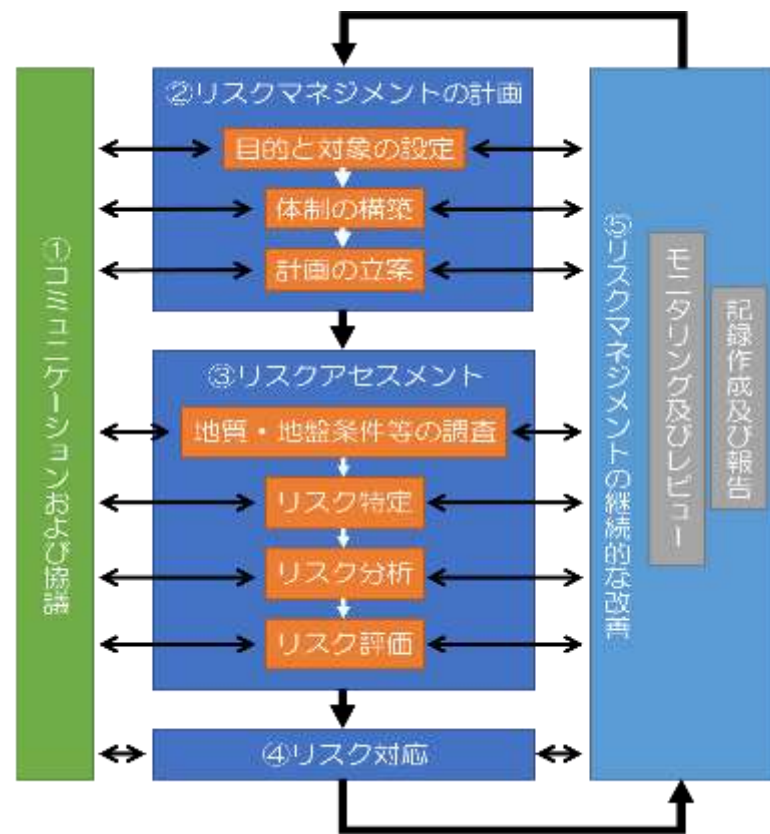 ①コミュニケーションおよび協議
②リスクマネジメントの計画
目的と対象の設定
体制の構築
計画の立案
③リスクアセスメント
地質・地盤条件等の調査
リスク特定
リスク分析
リスク評価
④リスク対応
⑤リスクマネジメントの継続的な改善
モニタリング及びレビュー
記録作成及び報告